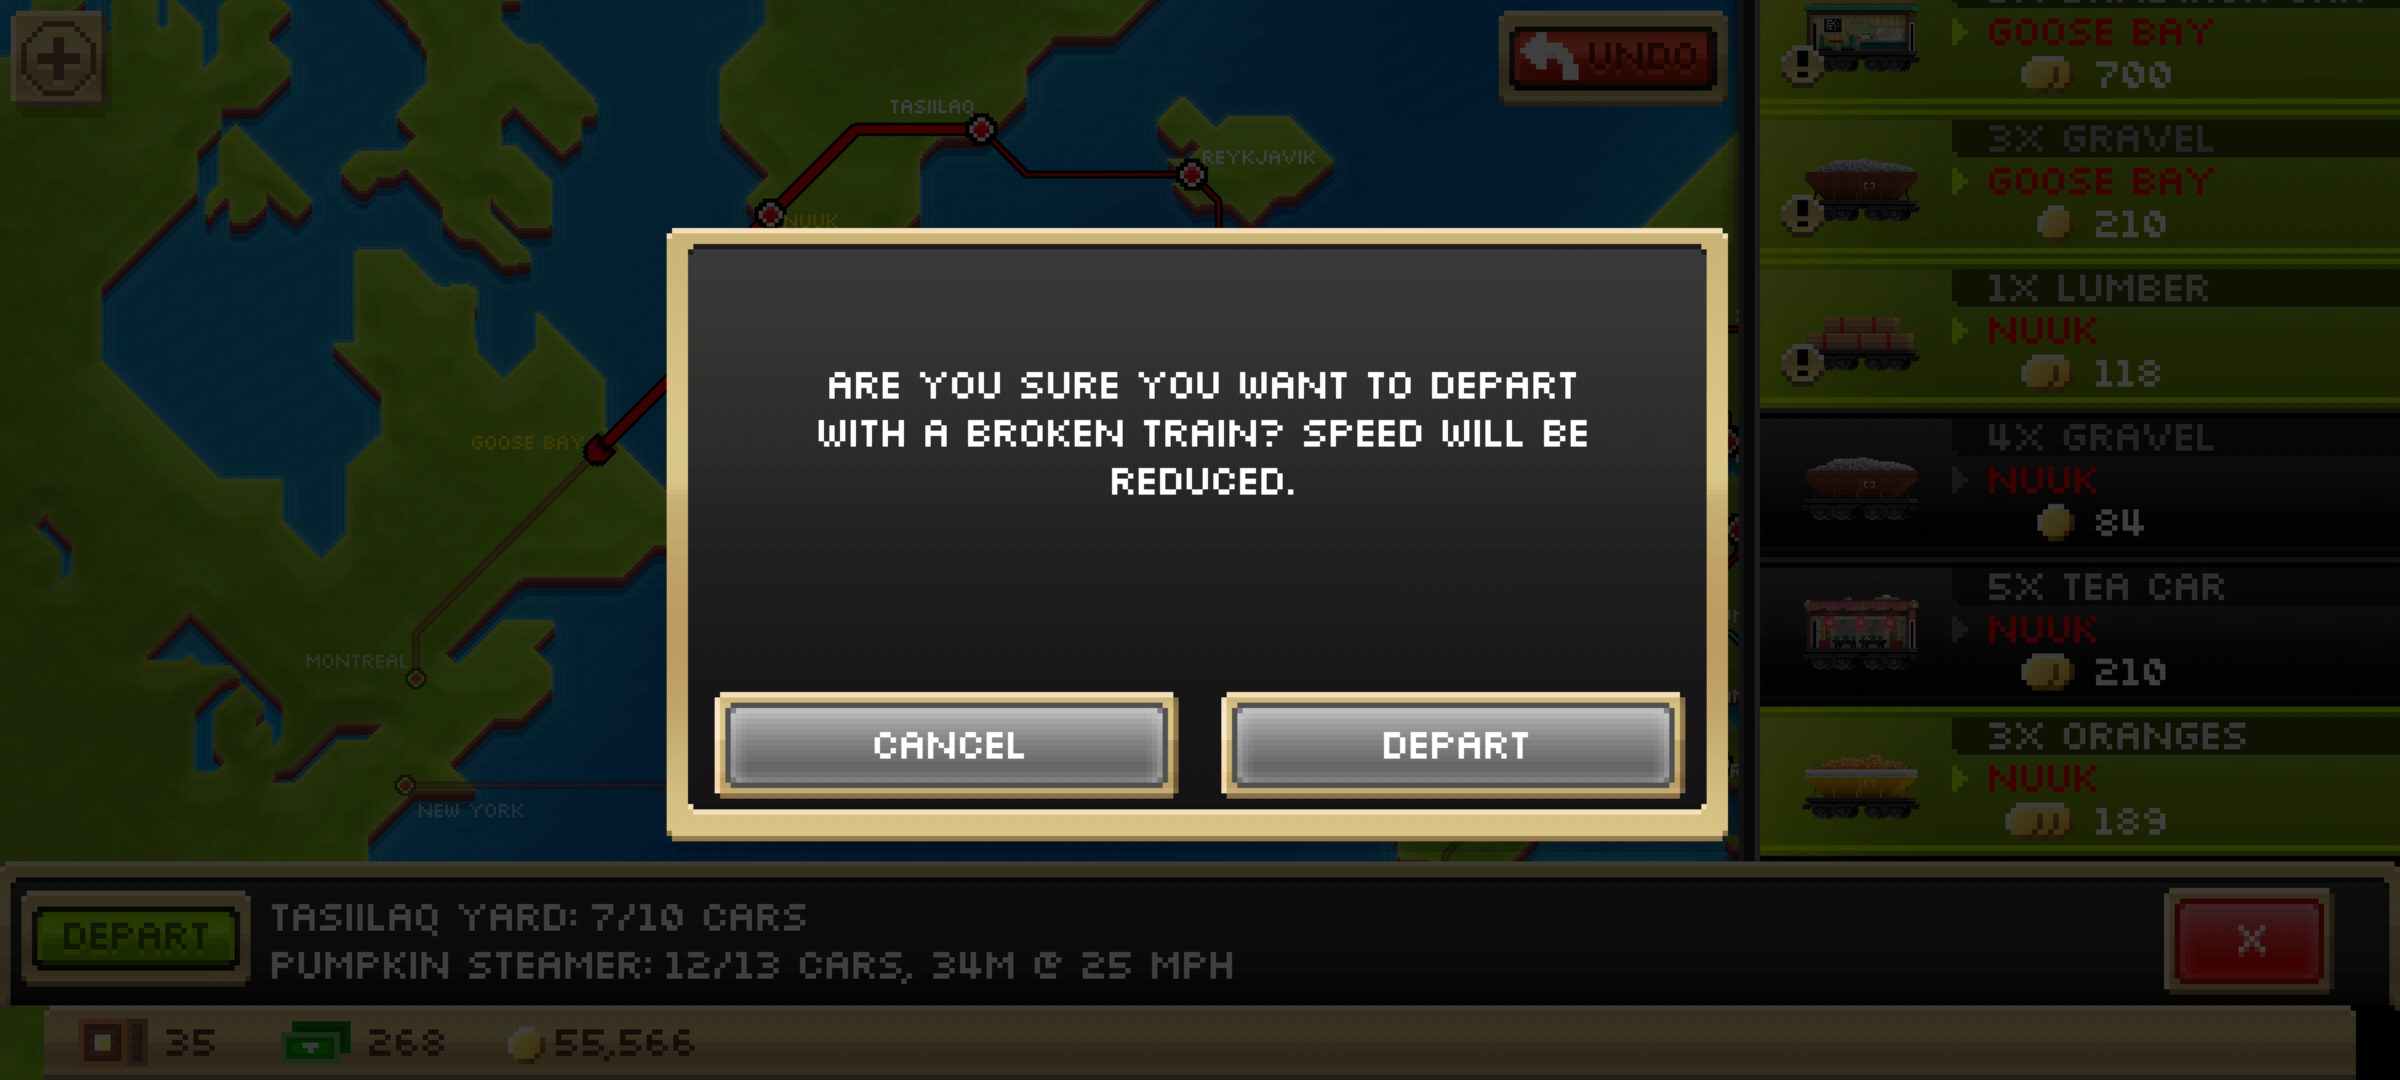 UNDO
TASIILAQ
REYKJAVIK
NUUK
GOOSE BAY
MONTREAL
NEW YORK
GOOSE BAY
700
3X GRAVEL
GOOSE BAY
210
1X LUMBER
NUUK
118
4X GRAVEL
NUUK
84
5X TEA CAR
NUUK
210
3X ORANGES
NUUK
189
ARE YOU SURE YOU WANT TO DEPART
WITH A BROKEN TRAIN? SPEED WILL BE
REDUCED.
CANCEL
DEPART
DEPART
TASIILAQ YARD: 7/10 CARS
PUMPKIN STEAMER: 12/13 CARS, 34M @ 25 MPH
X
35
268
55,566